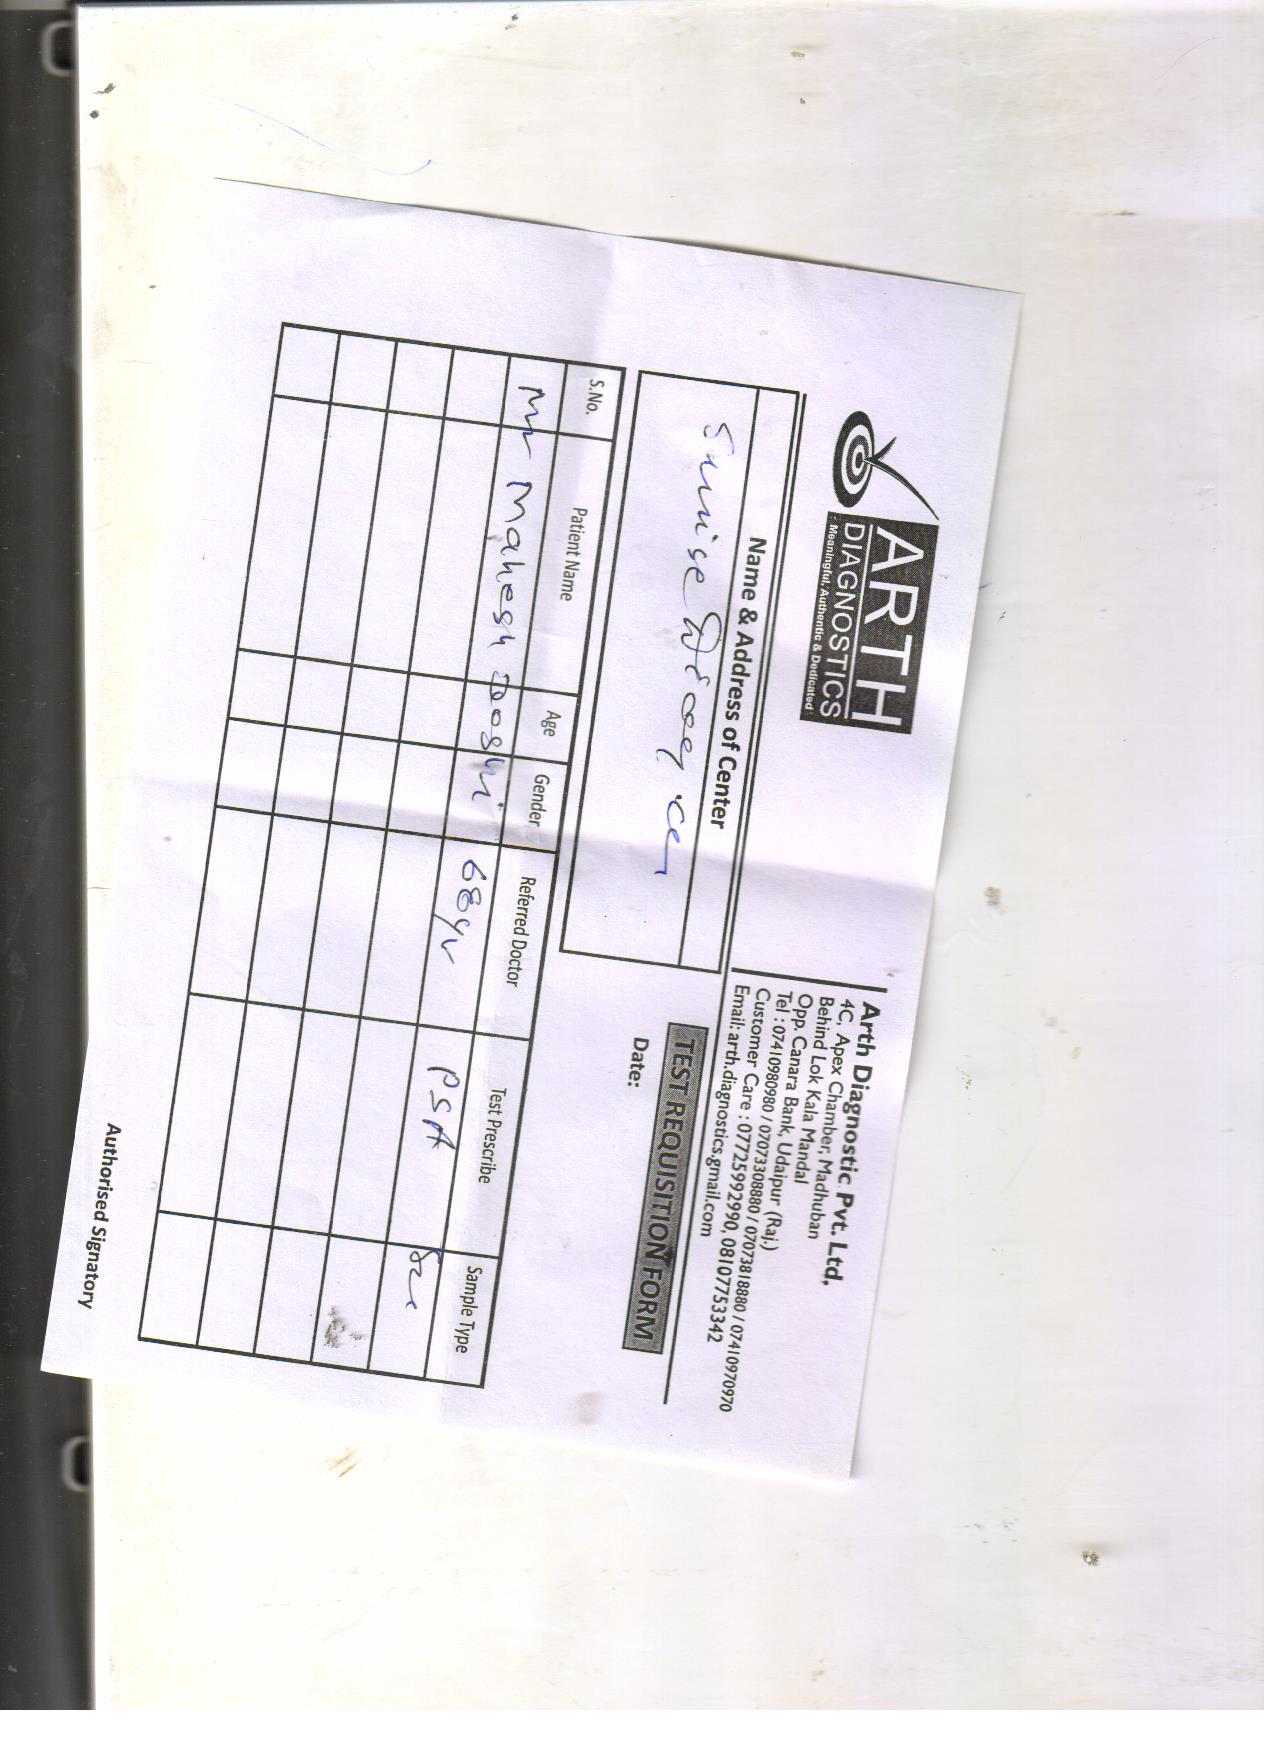 ARTH
DIAGNOSTICS
Meaningful, Authentic & Dedicated
Arth Diagnostic Pvt. Ltd.
4C, Apex Chamber, Madhuban
Behind Lok Kala Mandal
Opp. Canara Bank, Udaipur (Raj.)
Tel : 07410980980 / 07073308880 / 07073818880 / 07410970970
Customer Care : 07725992990, 08107753342
Email: arth.diagnostics.gmail.com
Name & Address of Center
Sunrise
TEST REQUISITION FORM
Date:
S.No. Patient Name Age Gender Referred Doctor Test Prescribe Sample Type
Mr Mahesh Doshi 68yr PSA
Authorised Signatory